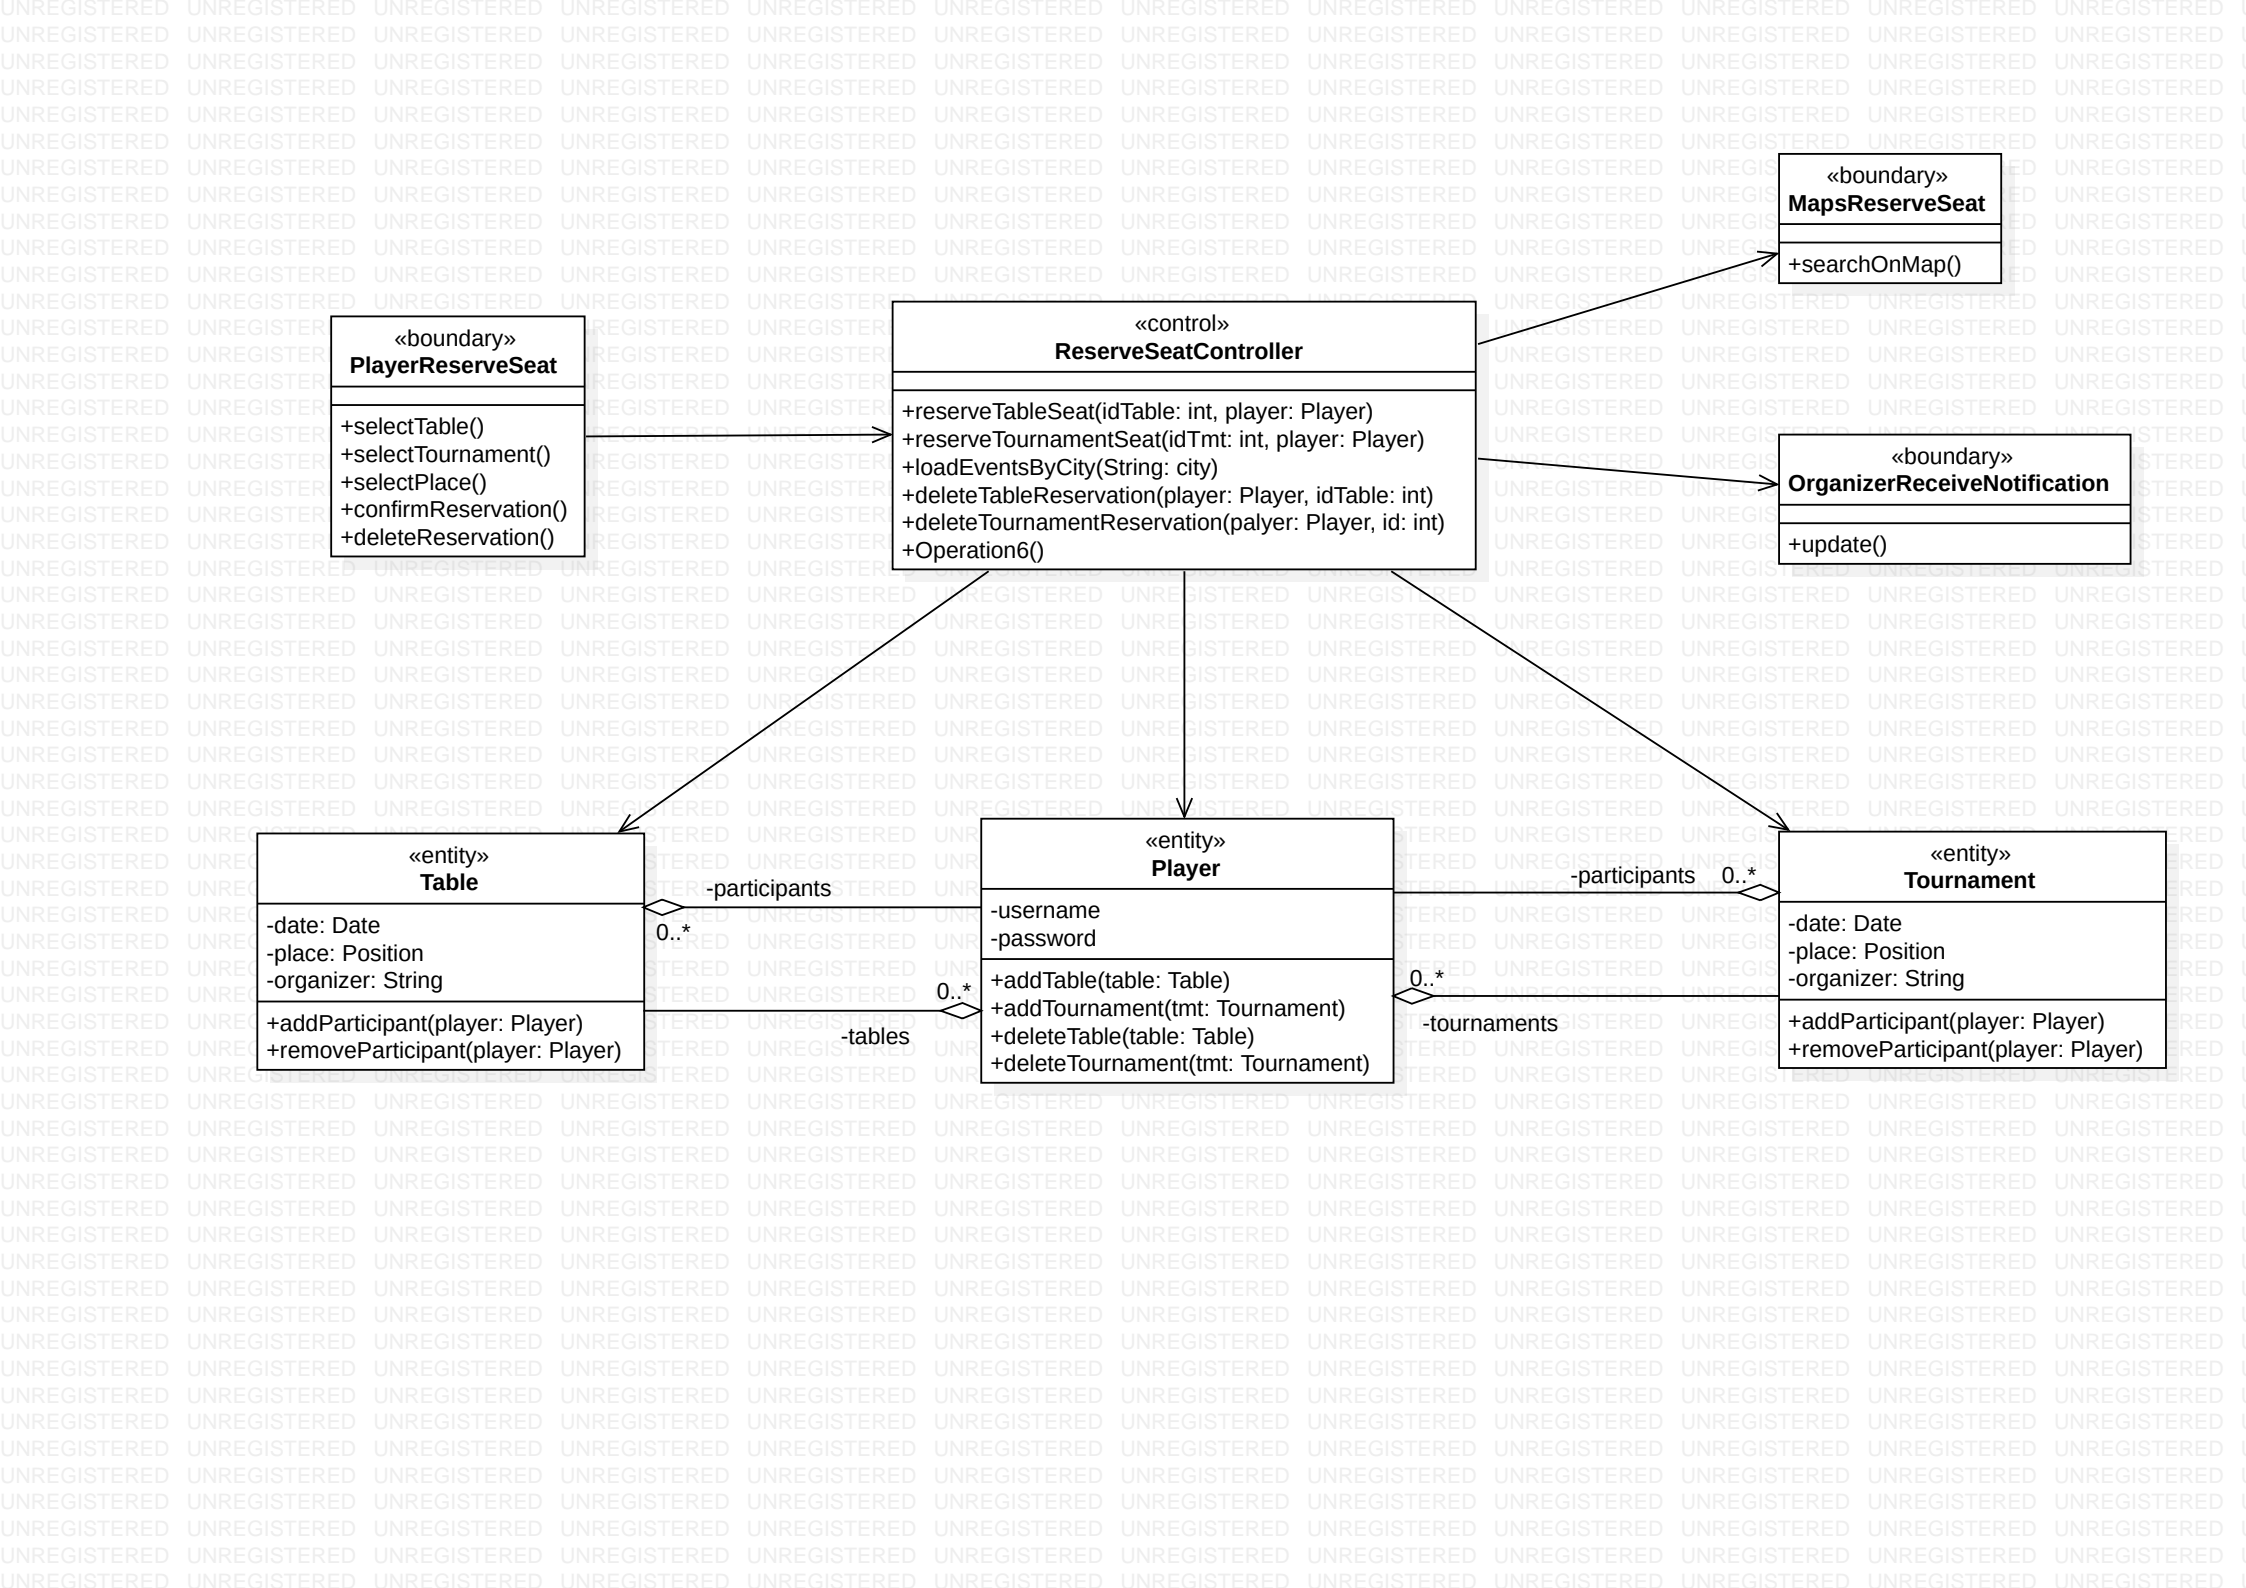 «boundary»
MapsReserveSeat
+searchOnMap()
«boundary»
PlayerReserveSeat
+selectTable()
+selectTournament()
+selectPlace()
+confirmReservation()
+deleteReservation()
«control»
ReserveSeatController
+reserveTableSeat(idTable: int, player: Player)
+reserveTournamentSeat(idTmt: int, player: Player)
+loadEventsByCity(String: city)
+deleteTableReservation(player: Player, idTable: int)
+deleteTournamentReservation(palyer: Player, id: int)
+Operation6()
«boundary»
OrganizerReceiveNotification
+update()
«entity»
Table
-date: Date
-place: Position
-organizer: String
+addParticipant(player: Player)
+removeParticipant(player: Player)
-participants
0..*
0..*
-tables
«entity»
Player
-username
-password
+addTable(table: Table)
+addTournament(tmt: Tournament)
+deleteTable(table: Table)
+deleteTournament(tmt: Tournament)
-participants 0..*
0..*
-tournaments
«entity»
Tournament
-date: Date
-place: Position
-organizer: String
+addParticipant(player: Player)
+removeParticipant(player: Player)
UNREGISTERED